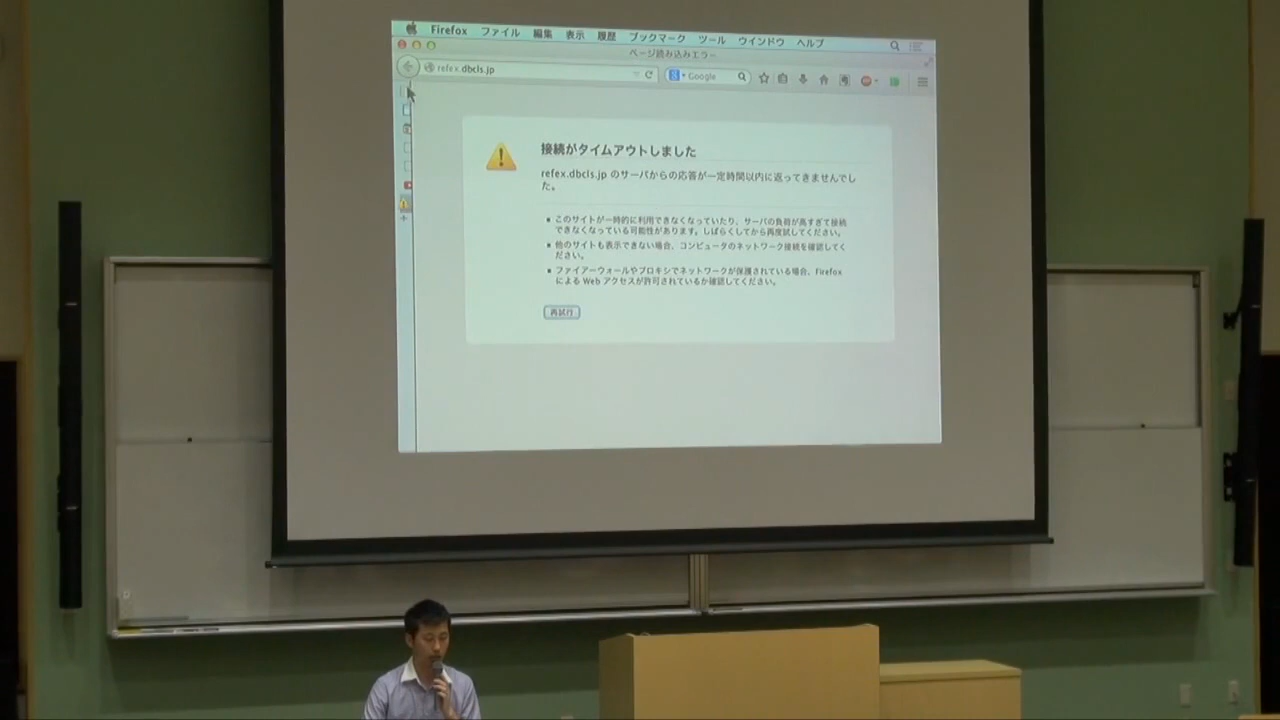 Firefox ファイル 編集 表示 履歴 ブックマーク ツール ウインドウ ヘルプ
ページ読み込みエラー
refex.dbcls.jp
Google
接続がタイムアウトしました
refex.dbcls.jp のサーバからの応答が一定時間以内に返ってきませんでし
た。
このサイトが一時的に利用できなくなっていたり、サーバの負荷が高すぎて接続
できなくなっている可能性があります。しばらくしてから再度試してください。
他のサイトも表示できない場合、コンピュータのネットワーク接続を確認してく
ださい。
ファイアーウォールやプロキシでネットワークが保護されている場合、Firefox
による Web アクセスが許可されているか確認してください。
再試行